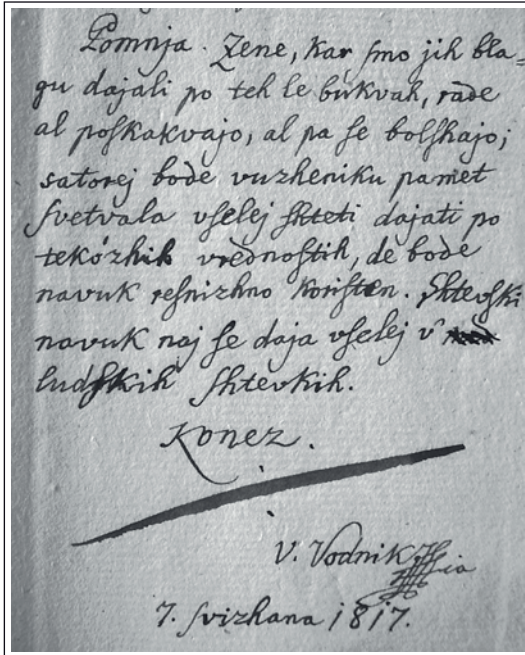 Pomnja. Zene, kar ſmo jih bla=
gu dajali po teh le bukvah, rade
al poſkakvajo, al pa ſe bolſhajo;
satorej bode vuzheniku pamet
ſvetvala vſelej ſhteti dajati po
tekózhih vrednoſtih, de bode
navuk reſnizhno koriſten. Shtevſki
navuk naj ſe daja vſelej v
ludſkih ſhtevkih.
Konez.
V. Vodnik
7. ſvizhana 1817.